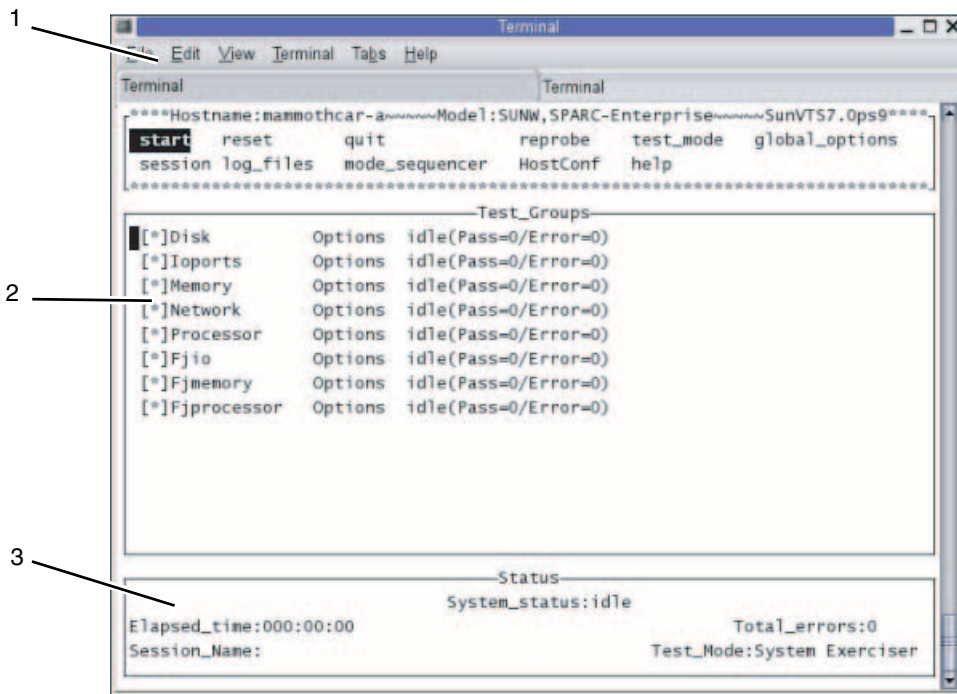 1
Terminal
File Edit View Terminal Tabs Help
Terminal Terminal
****Hostname:mammothcar-a~~~~~Model:SUNW,SPARC-Enterprise~~~~~SunVTS7.0ps9****
start reset quit reprobe test_mode global_options
session log_files mode_sequencer HostConf help
Test_Groups
[*]Disk Options idle(Pass=0/Error=0)
[*]Ioports Options idle(Pass=0/Error=0)
[*]Memory Options idle(Pass=0/Error=0)
2
[*]Network Options idle(Pass=0/Error=0)
[*]Processor Options idle(Pass=0/Error=0)
[*]Fjio Options idle(Pass=0/Error=0)
[*]Fjmemory Options idle(Pass=0/Error=0)
[*]Fjprocessor Options idle(Pass=0/Error=0)
3
Status
System_status:idle
Elapsed_time:000:00:00 Total_errors:0
Session_Name: Test_Mode:System Exerciser